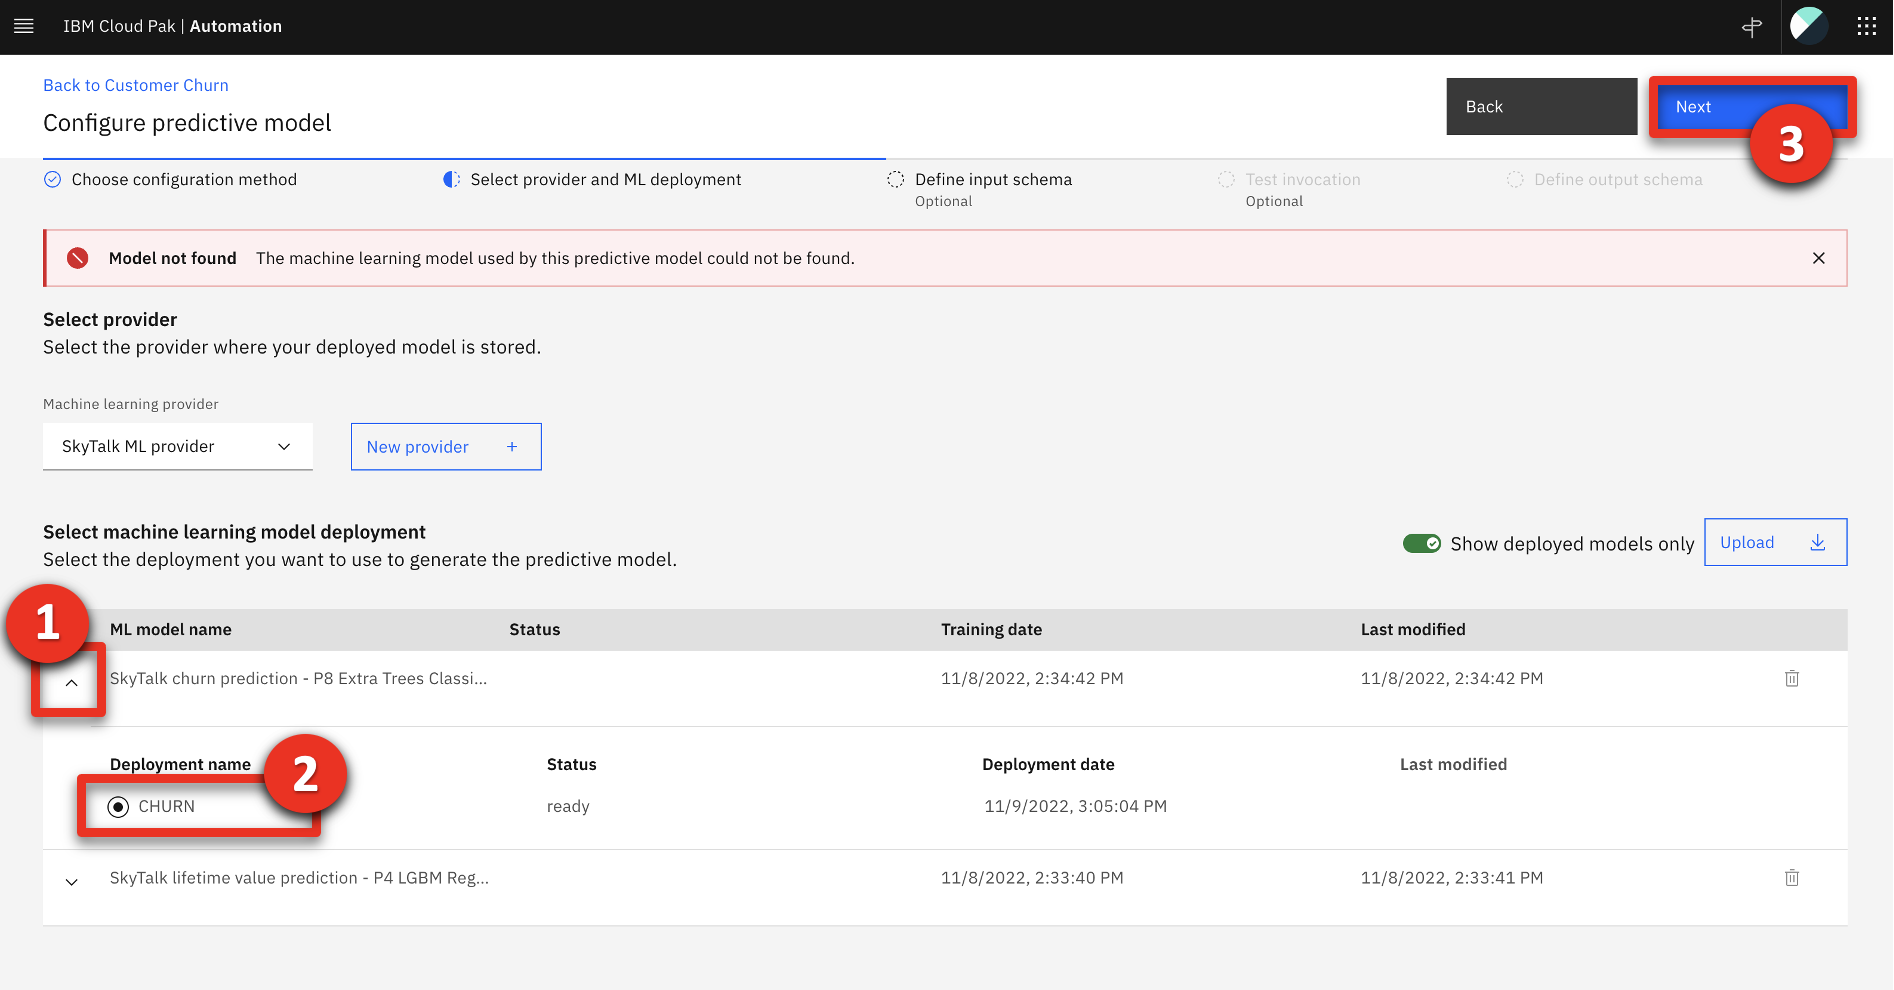 IBM Cloud Pak | Automation
Back to Customer Churn
Configure predictive model
Back
Next
3
Choose configuration method
Select provider and ML deployment
Define input schema
Optional
Test invocation
Optional
Define output schema
Model not found The machine learning model used by this predictive model could not be found.
Select provider
Select the provider where your deployed model is stored.
Machine learning provider
SkyTalk ML provider
New provider +
Select machine learning model deployment
Select the deployment you want to use to generate the predictive model.
Show deployed models only
Upload
1
ML model name Status Training date Last modified
SkyTalk churn prediction - P8 Extra Trees Classi... 11/8/2022, 2:34:42 PM 11/8/2022, 2:34:42 PM
2
Deployment name Status Deployment date Last modified
CHURN ready 11/9/2022, 3:05:04 PM
SkyTalk lifetime value prediction - P4 LGBM Reg... 11/8/2022, 2:33:40 PM 11/8/2022, 2:33:41 PM